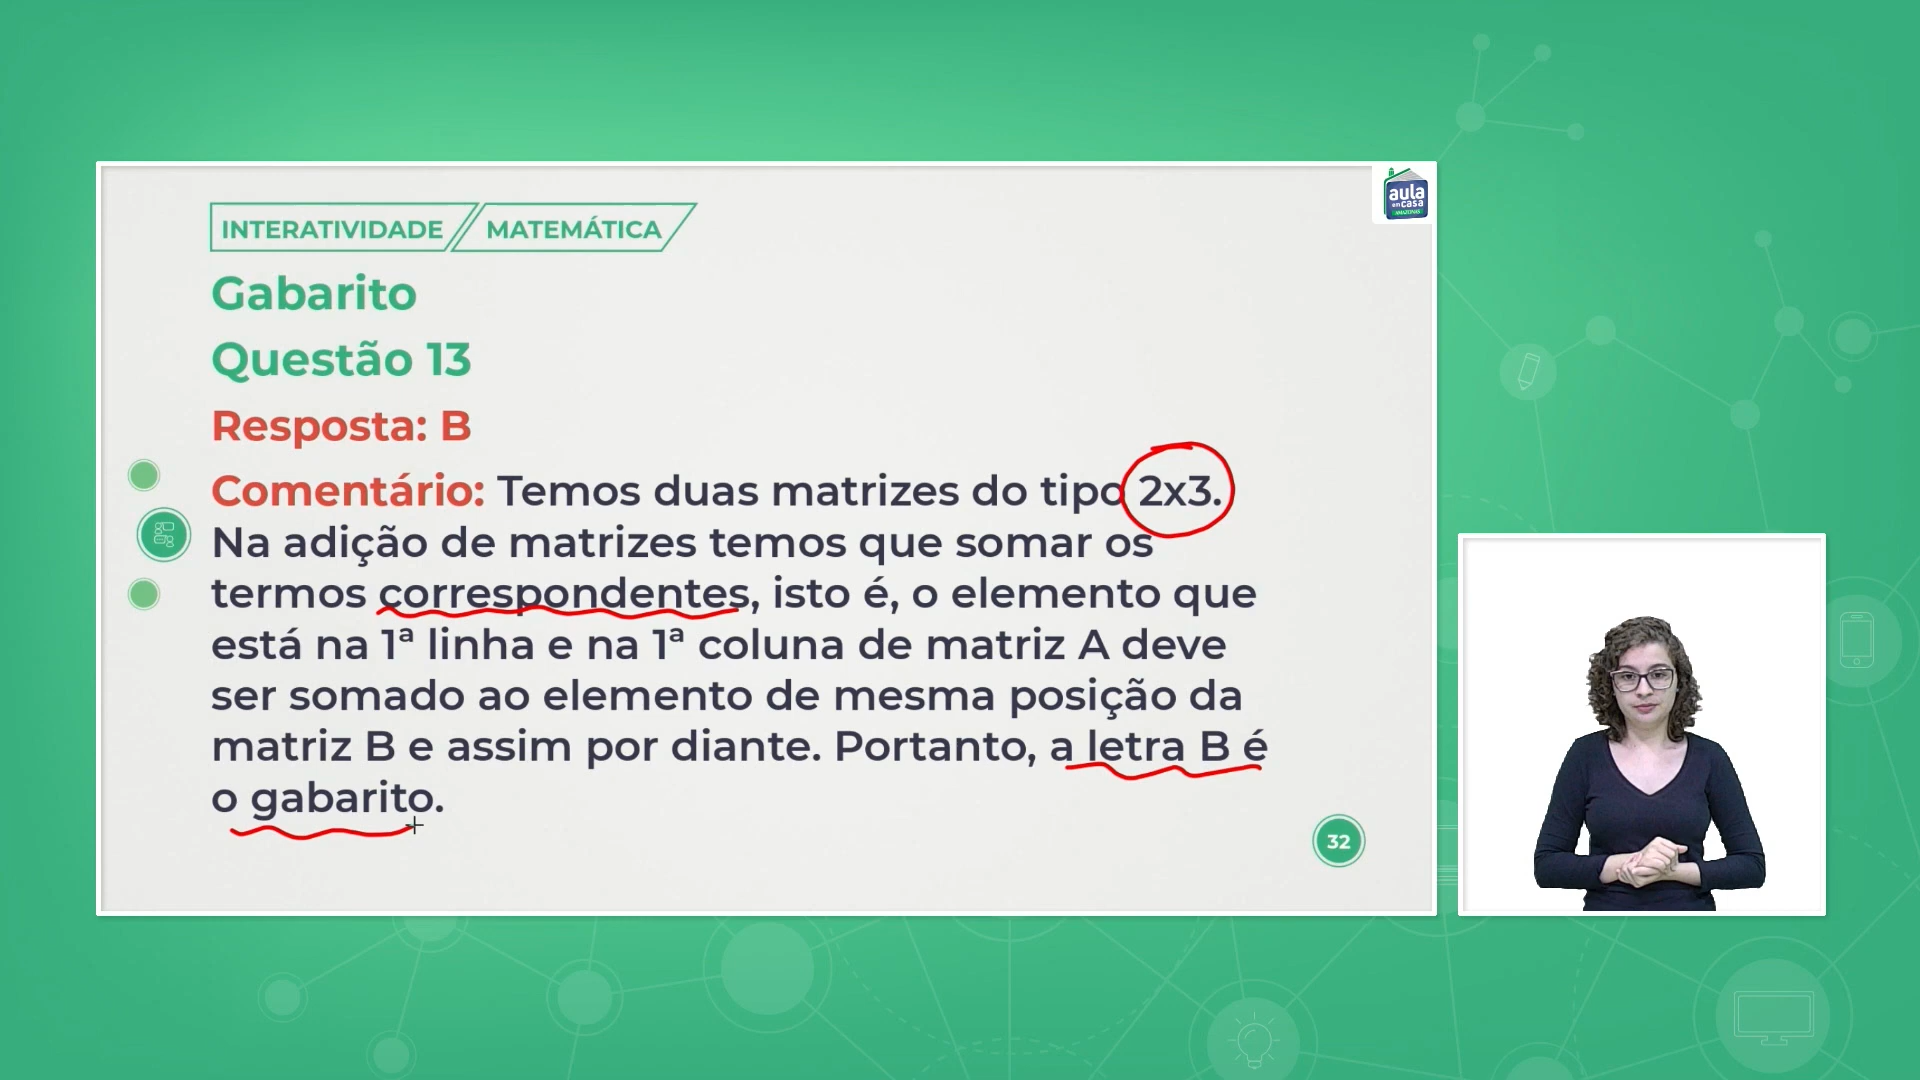 aula
em casa
AMAZONAS
INTERATIVIDADE MATEMÁTICA
Gabarito
Questão 13
Resposta: B
Comentário: Temos duas matrizes do tipo 2x3.
Na adição de matrizes temos que somar os
termos correspondentes, isto é, o elemento que
está na 1ª linha e na 1ª coluna de matriz A deve
ser somado ao elemento de mesma posição da
matriz B e assim por diante. Portanto, a letra B é
o gabarito.
32